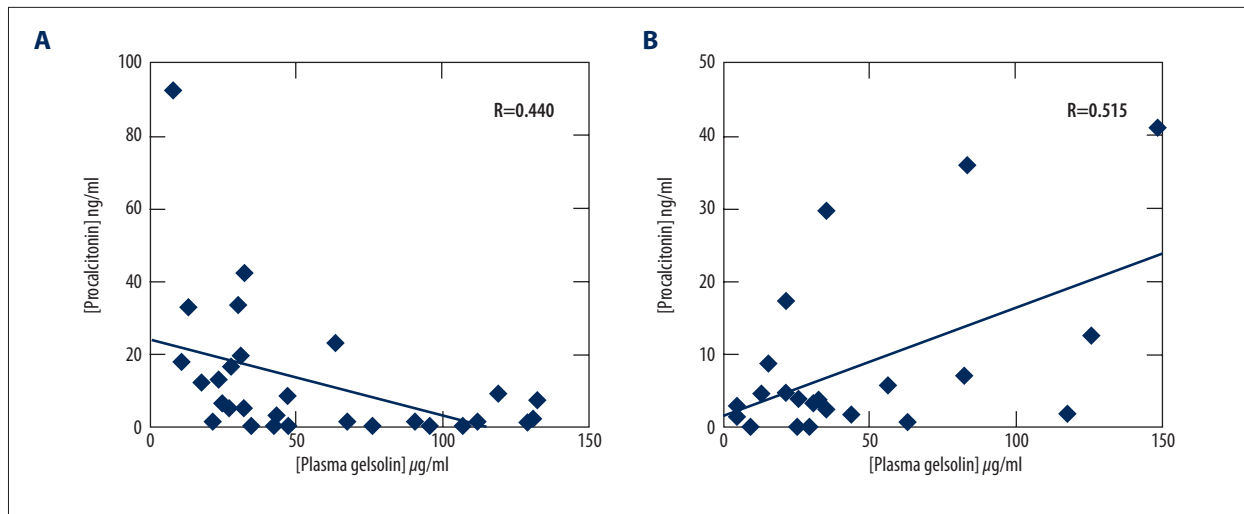 A
100
80
60
40
20
0
[Procalcitonin] ng/ml
R=0.440
0 50 100 150
[Plasma gelsolin] µg/ml
B
50
40
30
20
10
0
[Procalcitonin] ng/ml
R=0.515
0 50 100 150
[Plasma gelsolin] µg/ml